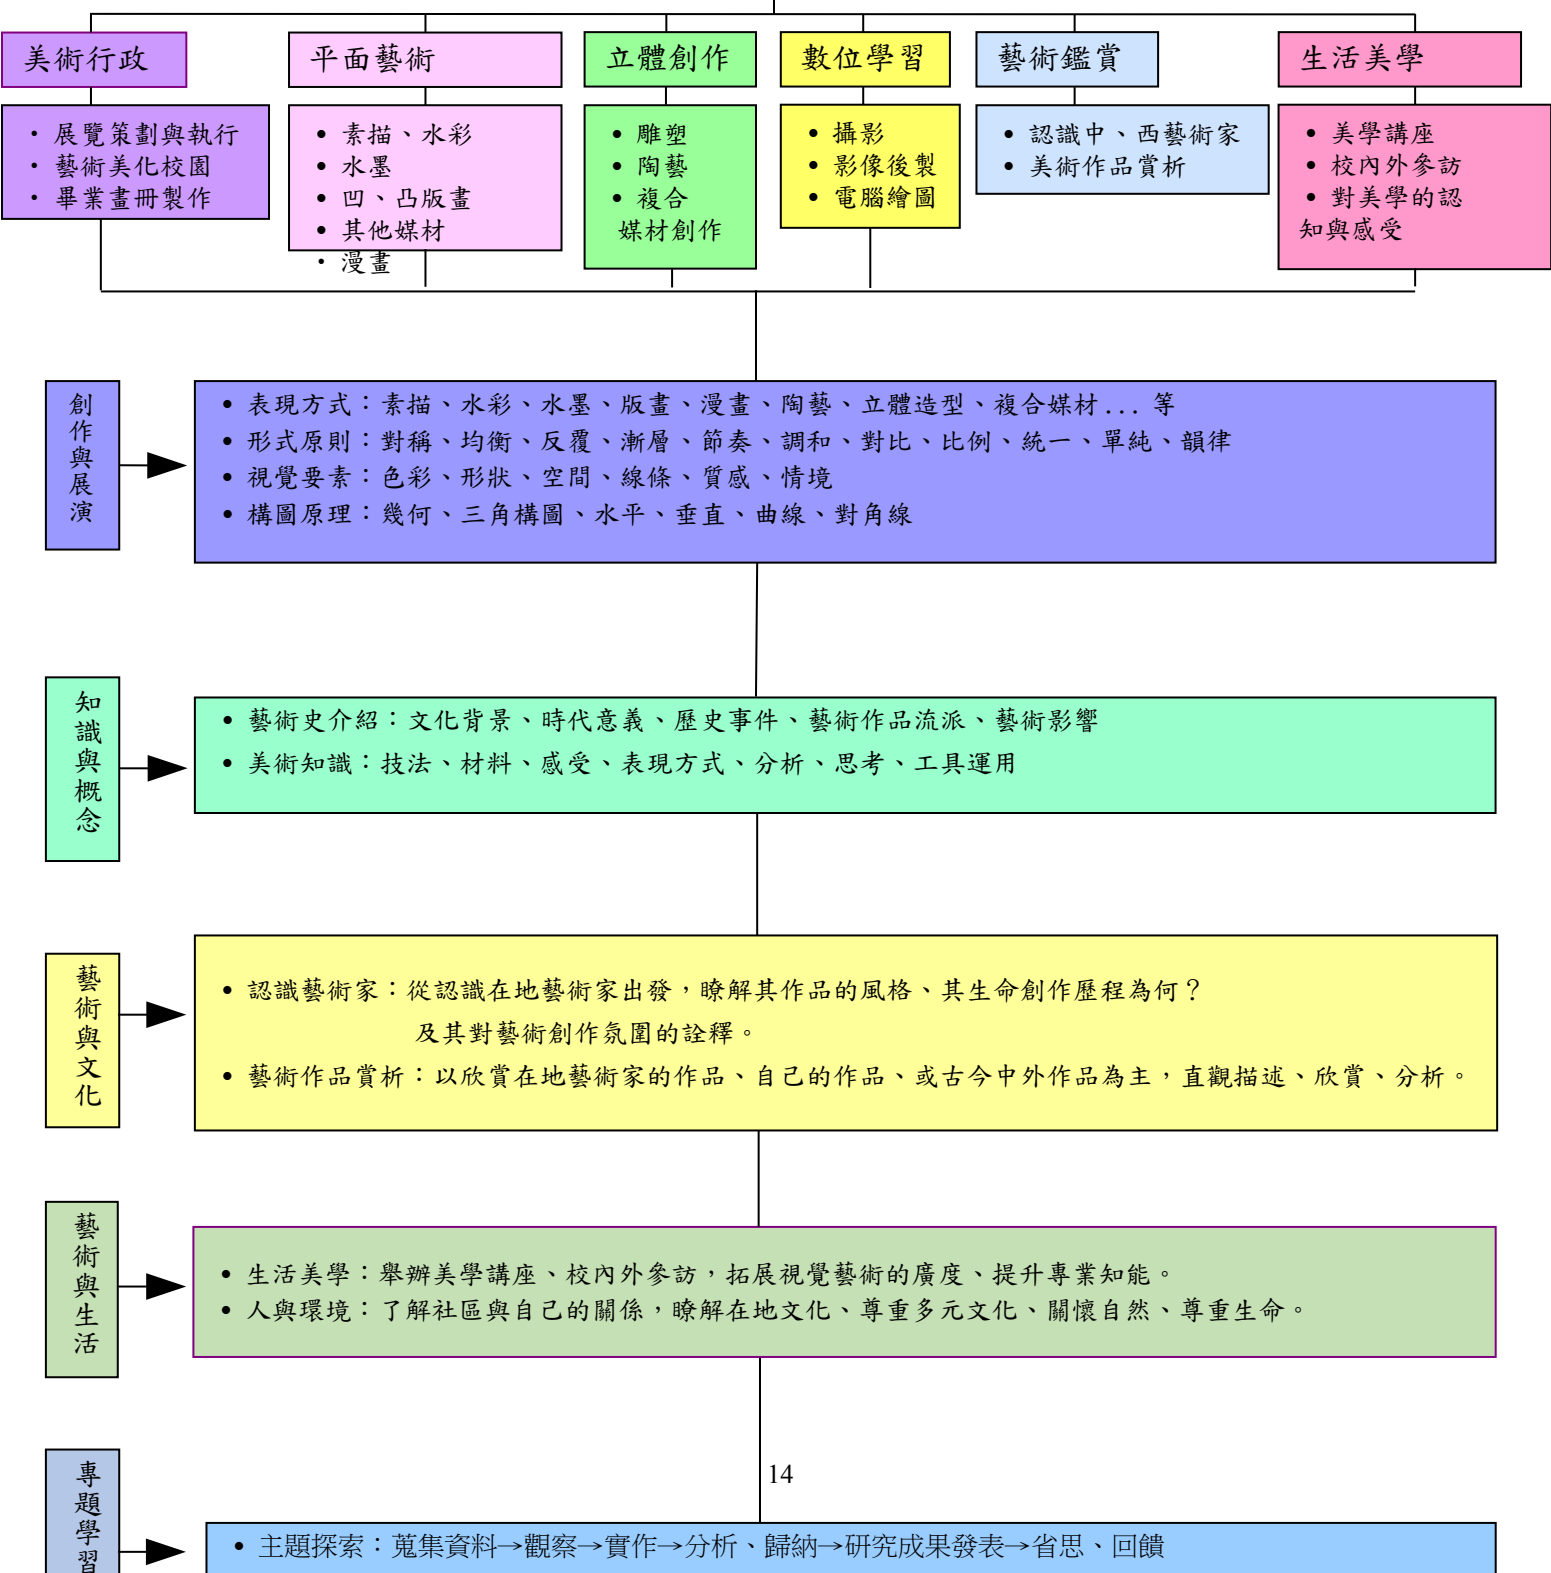 美術行政
平面藝術
立體創作
數位學習
藝術鑑賞
生活美學
・展覽策劃與執行
・藝術美化校園
・畢業畫冊製作
• 素描、水彩
• 水墨
• 凹、凸版畫
• 其他媒材
・漫畫
• 雕塑
• 陶藝
• 複合
媒材創作
• 攝影
• 影像後製
• 電腦繪圖
• 認識中、西藝術家
• 美術作品賞析
• 美學講座
• 校內外參訪
• 對美學的認
知與感受
創作與展演
• 表現方式：素描、水彩、水墨、版畫、漫畫、陶藝、立體造型、複合媒材...等
• 形式原則：對稱、均衡、反覆、漸層、節奏、調和、對比、比例、統一、單純、韻律
• 視覺要素：色彩、形狀、空間、線條、質感、情境
• 構圖原理：幾何、三角構圖、水平、垂直、曲線、對角線
知識與概念
• 藝術史介紹：文化背景、時代意義、歷史事件、藝術作品流派、藝術影響
• 美術知識：技法、材料、感受、表現方式、分析、思考、工具運用
藝術與文化
• 認識藝術家：從認識在地藝術家出發，瞭解其作品的風格、其生命創作歷程為何？
及其對藝術創作氛圍的詮釋。
• 藝術作品賞析：以欣賞在地藝術家的作品、自己的作品、或古今中外作品為主，直觀描述、欣賞、分析。
藝術與生活
• 生活美學：舉辦美學講座、校內外參訪，拓展視覺藝術的廣度、提升專業知能。
• 人與環境：了解社區與自己的關係，瞭解在地文化、尊重多元文化、關懷自然、尊重生命。
14
專題學習
• 主題探索：蒐集資料→觀察→實作→分析、歸納→研究成果發表→省思、回饋